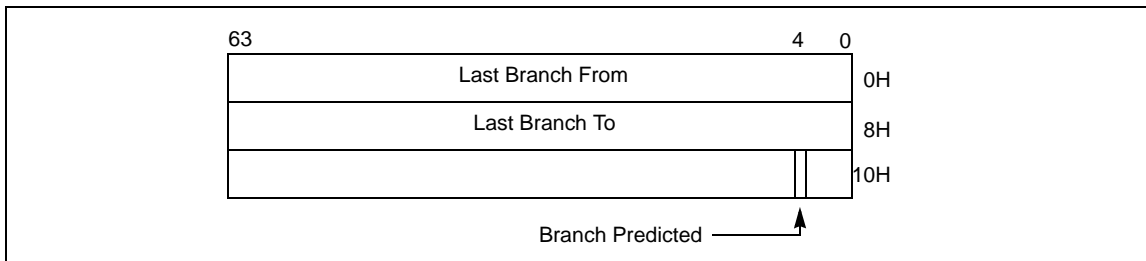 63 4 0
Last Branch From 0H
Last Branch To 8H
10H
Branch Predicted